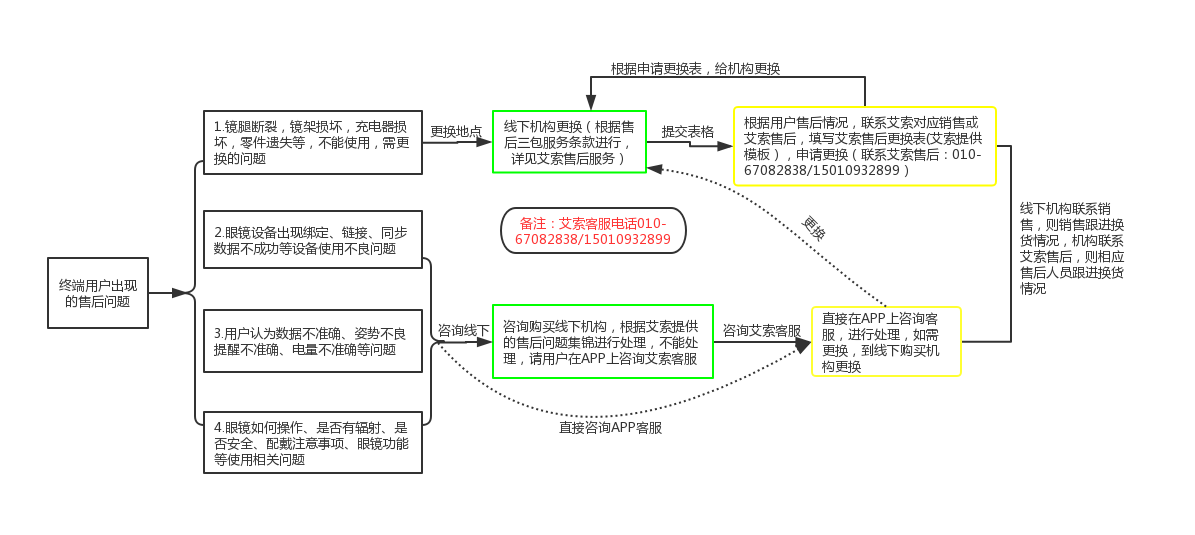 根据申请更换表，给机构更换
1.镜腿断裂，镜架损坏，充电器损
坏，零件遗失等，不能使用，需更
换的问题
更换地点
线下机构更换（根据售
后三包服务条款进行，
详见艾索售后服务）
提交表格
根据用户售后情况，联系艾索对应销售或
艾索售后，填写艾索售后更换表(艾索提供
模板），申请更换（联系艾索售后：010-
67082838/15010932899）
2.眼镜设备出现绑定、链接、同步
数据不成功等设备使用不良问题
备注：艾索客服电话010-
67082838/15010932899
更换
线下机构联系销
售，则销售跟进换
货情况，机构联系
艾索售后，则相应
售后人员跟进换货
情况
终端用户出现
的售后问题
3.用户认为数据不准确、姿势不良
提醒不准确、电量不准确等问题
咨询线下
咨询购买线下机构，根据艾索提供
的售后问题集锦进行处理，不能处
理，请用户在APP上咨询艾索客服
咨询艾索客服
直接在APP上咨询客
服，进行处理，如需
更换，到线下购买机
构更换
直接咨询APP客服
4.眼镜如何操作、是否有辐射、是
否安全、配戴注意事项、眼镜功能
等使用相关问题